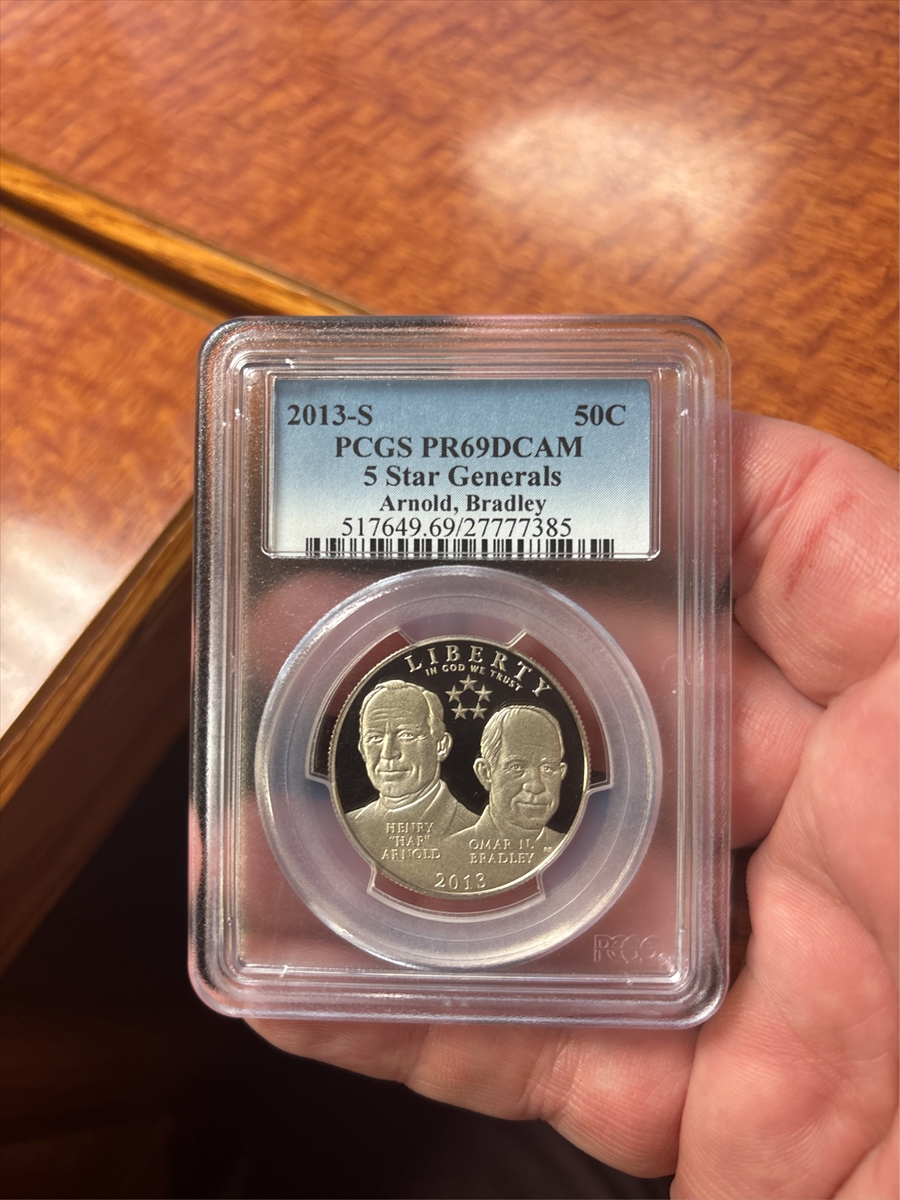 2013-S 50C
PCGS PR69DCAM
5 Star Generals
Arnold, Bradley
517649.69/27777385
LIBERTY
IN GOD WE TRUST
HENRY
"HAP"
ARNOLD
OMAR N.
BRADLEY
2013
PCGS